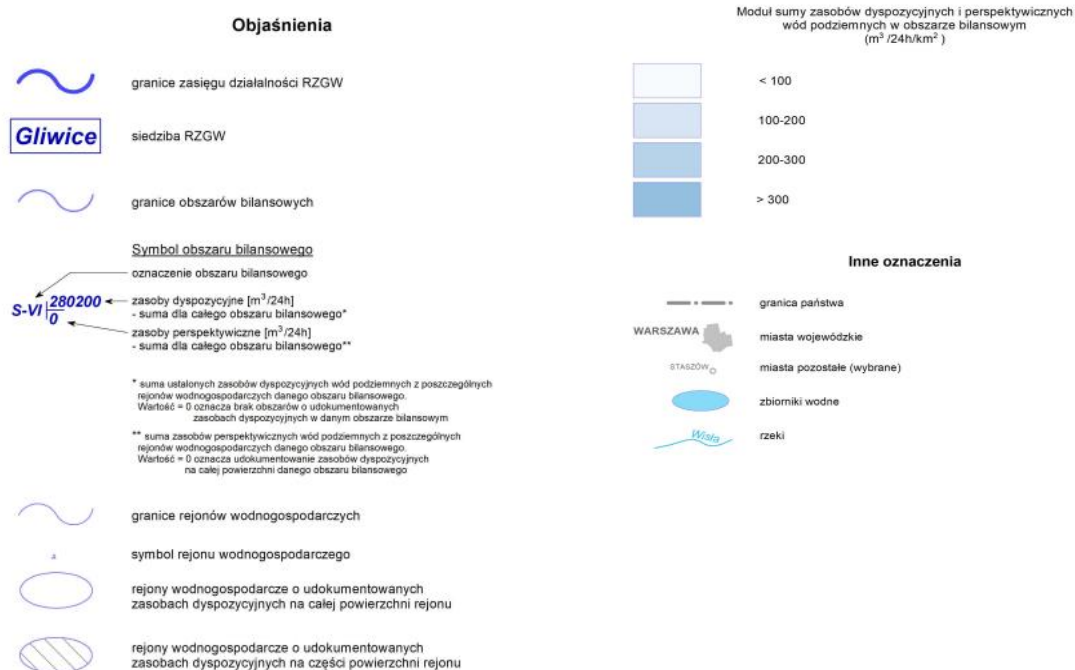 Objaśnienia
granice zasięgu działalności RZGW
Gliwice
siedziba RZGW
granice obszarów bilansowych
Symbol obszaru bilansowego
oznaczenie obszaru bilansowego
S-VI 280200
0
zasoby dyspozycyjne [m³/24h]
- suma dla całego obszaru bilansowego*
zasoby perspektywiczne [m³/24h]
- suma dla całego obszaru bilansowego**
* suma ustalonych zasobów dyspozycyjnych wód podziemnych z poszczególnych
rejonów wodnogospodarczych danego obszaru bilansowego.
Wartość = 0 oznacza brak obszarów o udokumentowanych
zasobach dyspozycyjnych w danym obszarze bilansowym
** suma zasobów perspektywicznych wód podziemnych z poszczególnych
rejonów wodnogospodarczych danego obszaru bilansowego.
Wartość = 0 oznacza udokumentowanie zasobów dyspozycyjnych
na całej powierzchni danego obszaru bilansowego
granice rejonów wodnogospodarczych
symbol rejonu wodnogospodarczego
rejony wodnogospodarcze o udokumentowanych
zasobach dyspozycyjnych na całej powierzchni rejonu
rejony wodnogospodarcze o udokumentowanych
zasobach dyspozycyjnych na części powierzchni rejonu
Moduł sumy zasobów dyspozycyjnych i perspektywicznych
wód podziemnych w obszarze bilansowym
(m³ /24h/km² )
< 100
100-200
200-300
> 300
Inne oznaczenia
granica państwa
WARSZAWA
miasta wojewódzkie
STASZÓW
miasta pozostałe (wybrane)
zbiorniki wodne
Wisła
rzeki